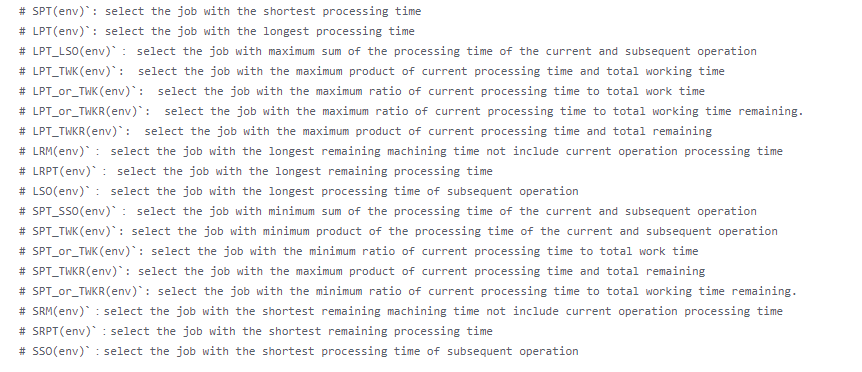 # SPT(env)`: select the job with the shortest processing time
# LPT(env)`: select the job with the longest processing time
# LPT_LSO(env)`: select the job with maximum sum of the processing time of the current and subsequent operation
# LPT_TWK(env)`:  select the job with the maximum product of current processing time and total working time
# LPT_or_TWK(env)`:  select the job with the maximum ratio of current processing time to total work time
# LPT_or_TWKR(env)`:  select the job with the maximum ratio of current processing time to total working time remaining.
# LPT_TWKR(env)`:  select the job with the maximum product of current processing time and total remaining
# LRM(env)`: select the job with the longest remaining machining time not include current operation processing time
# LRPT(env)`: select the job with the longest remaining processing time
# LSO(env)`: select the job with the longest processing time of subsequent operation
# SPT_SSO(env)`: select the job with minimum sum of the processing time of the current and subsequent operation
# SPT_TWK(env)`: select the job with minimum product of the processing time of the current and subsequent operation
# SPT_or_TWK(env)`: select the job with the minimum ratio of current processing time to total work time
# SPT_TWKR(env)`: select the job with the maximum product of current processing time and total remaining
# SPT_or_TWKR(env)`: select the job with the minimum ratio of current processing time to total working time remaining.
# SRM(env)`:select the job with the shortest remaining machining time not include current operation processing time
# SRPT(env)`:select the job with the shortest remaining processing time
# SSO(env)`:select the job with the shortest processing time of subsequent operation